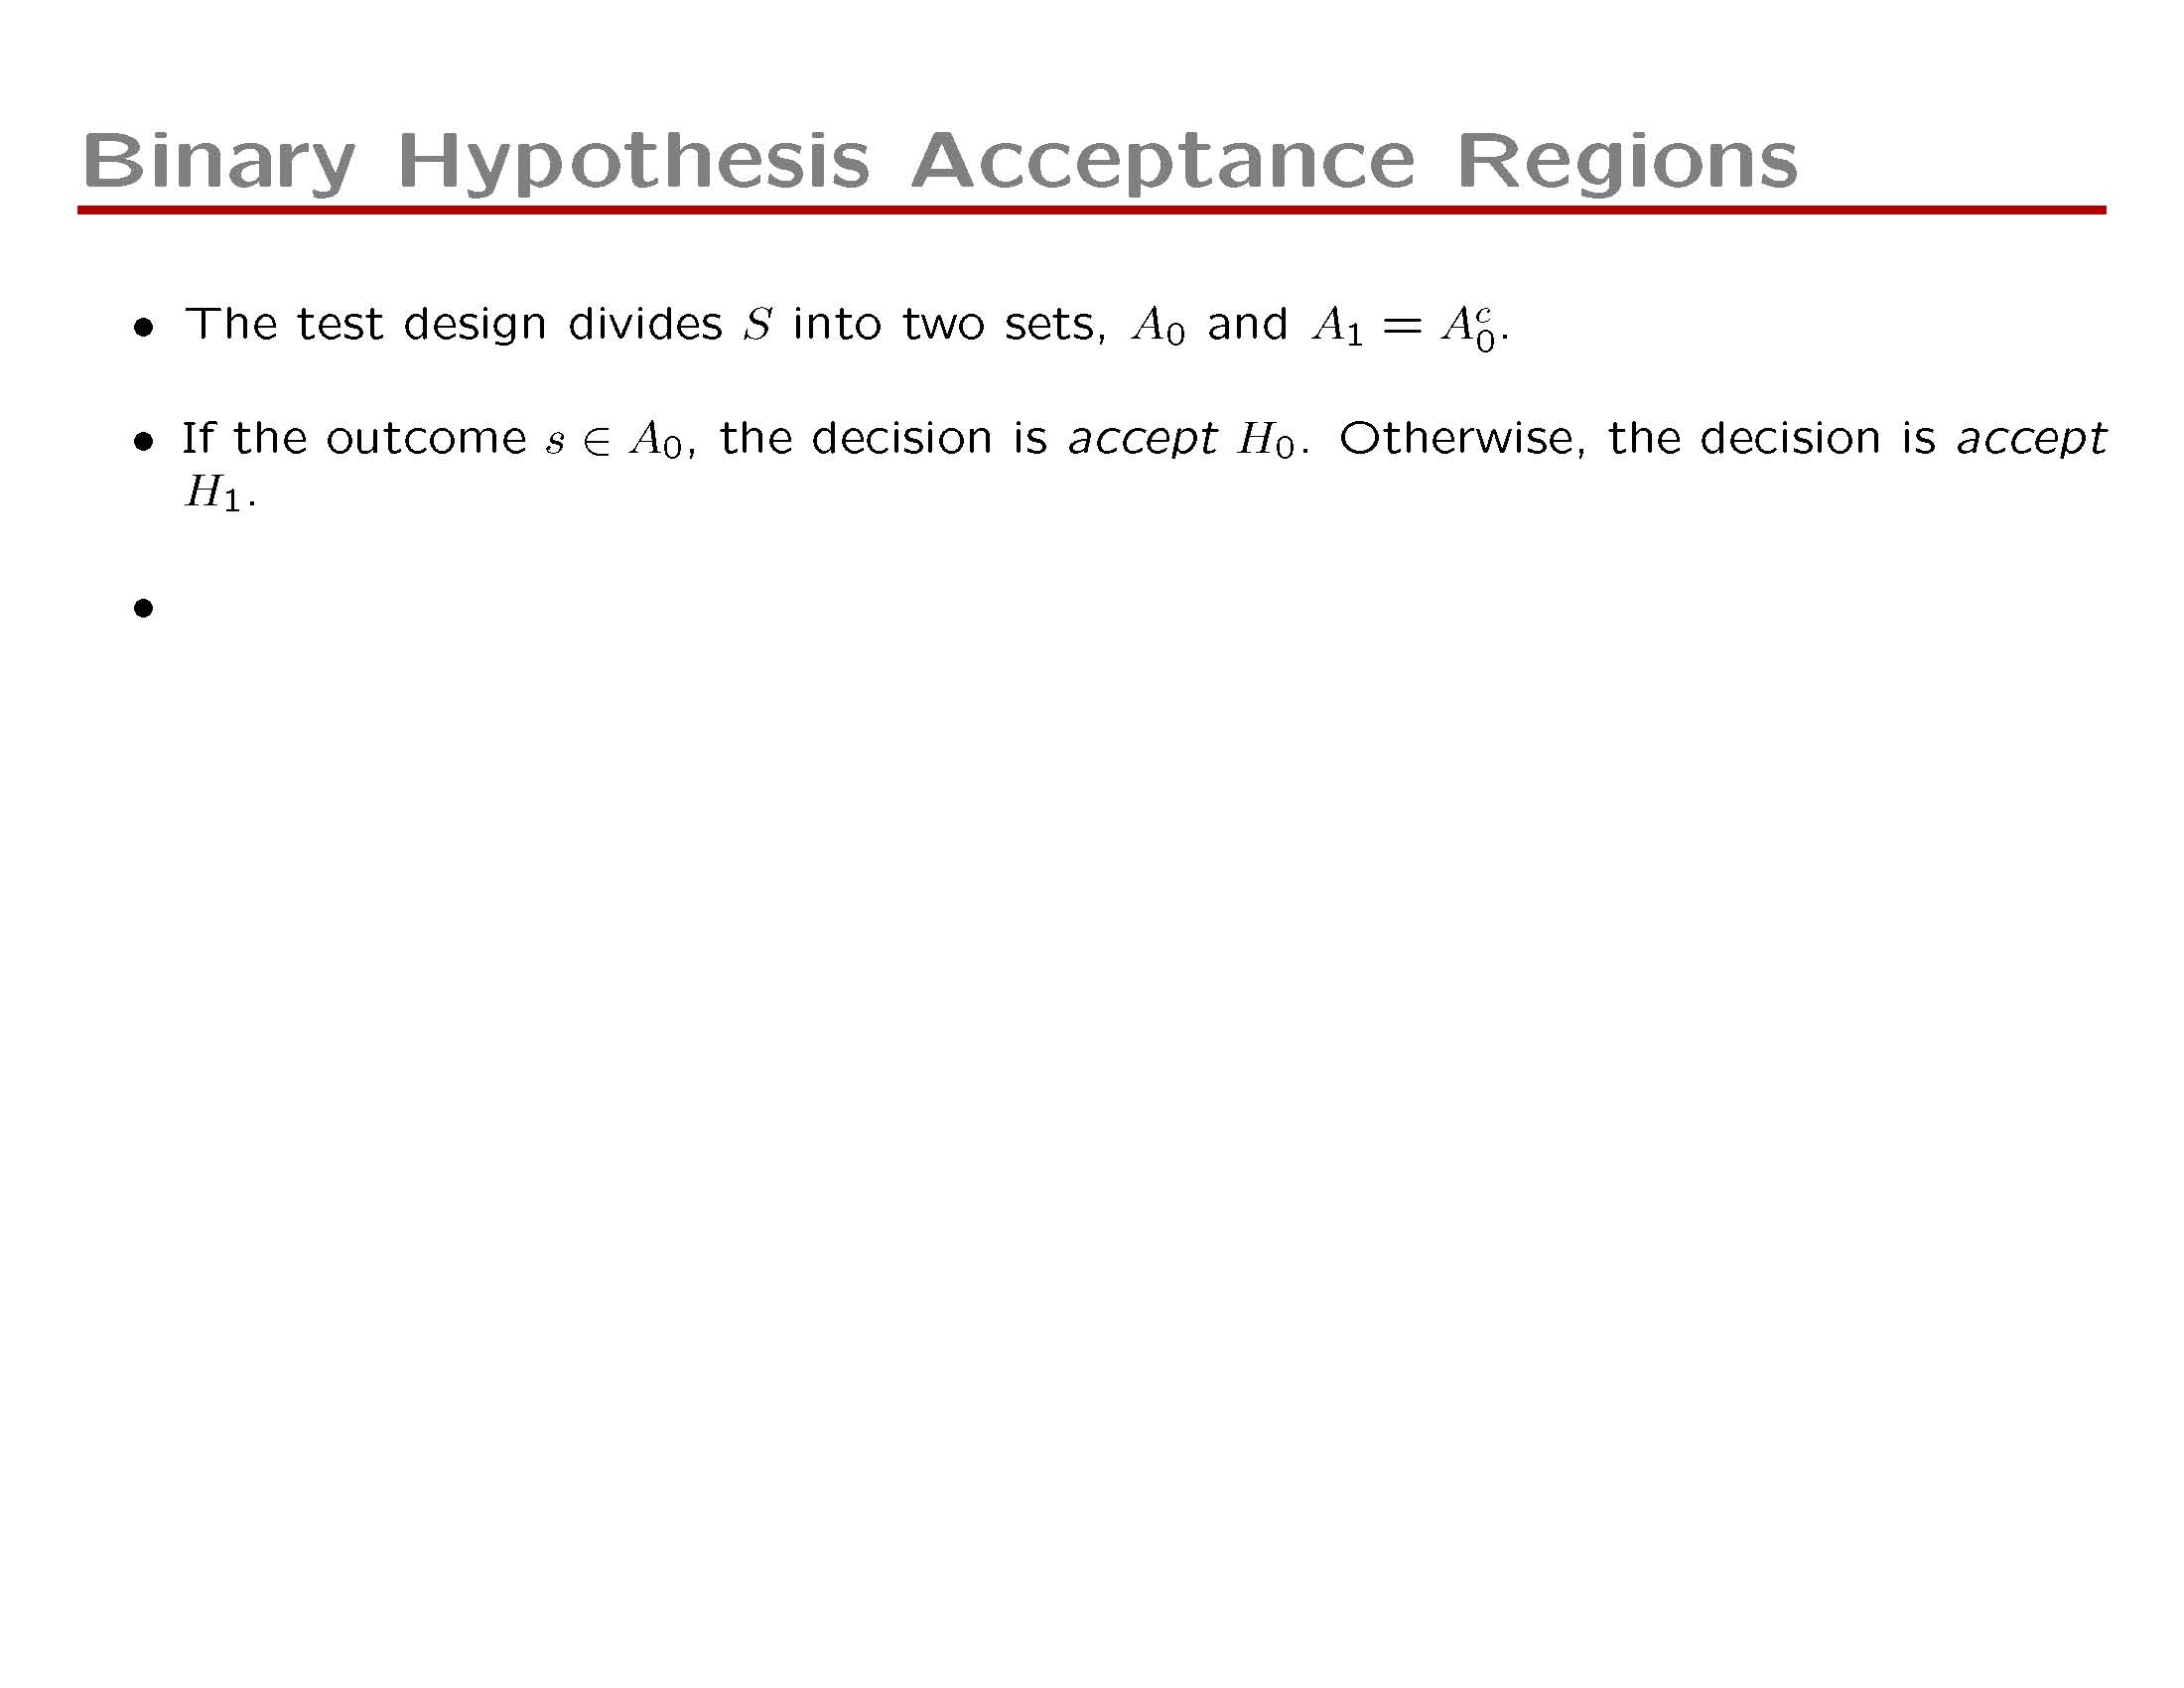 Binary Hypothesis Acceptance Regions
• The test design divides S into two sets, A₀ and A₁ = A₀ᶜ.
• If the outcome s ∈ A₀, the decision is accept H₀. Otherwise, the decision is accept
H₁.
•